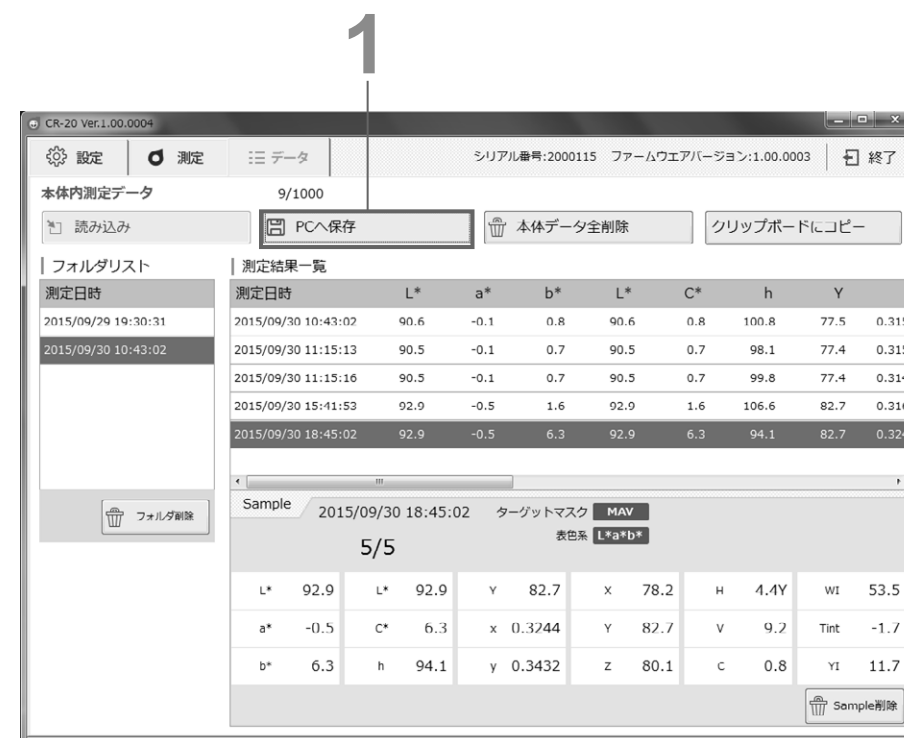 1
CR-20 Ver.1.00.0004
設定 測定 データ シリアル番号:2000115 ファームウエアバージョン:1.00.0003 終了
本体内測定データ 9/1000
読み込み PCへ保存 本体データ全削除 クリップボードにコピー
フォルダリスト 測定結果一覧
測定日時 測定日時 L* a* b* L* C* h Y
2015/09/29 19:30:31 2015/09/30 10:43:02 90.6 -0.1 0.8 90.6 0.8 100.8 77.5 0.315
2015/09/30 10:43:02 2015/09/30 11:15:13 90.5 -0.1 0.7 90.5 0.7 98.1 77.4 0.315
2015/09/30 11:15:16 90.5 -0.1 0.7 90.5 0.7 99.8 77.4 0.314
2015/09/30 15:41:53 92.9 -0.5 1.6 92.9 1.6 106.6 82.7 0.316
2015/09/30 18:45:02 92.9 -0.5 6.3 92.9 6.3 94.1 82.7 0.324
フォルダ削除
Sample 2015/09/30 18:45:02 ターゲットマスク MAV
表色系 L*a*b*
5/5
L* 92.9 L* 92.9 Y 82.7 X 78.2 H 4.4Y WI 53.5
a* -0.5 C* 6.3 x 0.3244 Y 82.7 V 9.2 Tint -1.7
b* 6.3 h 94.1 y 0.3432 Z 80.1 C 0.8 YI 11.7
Sample削除